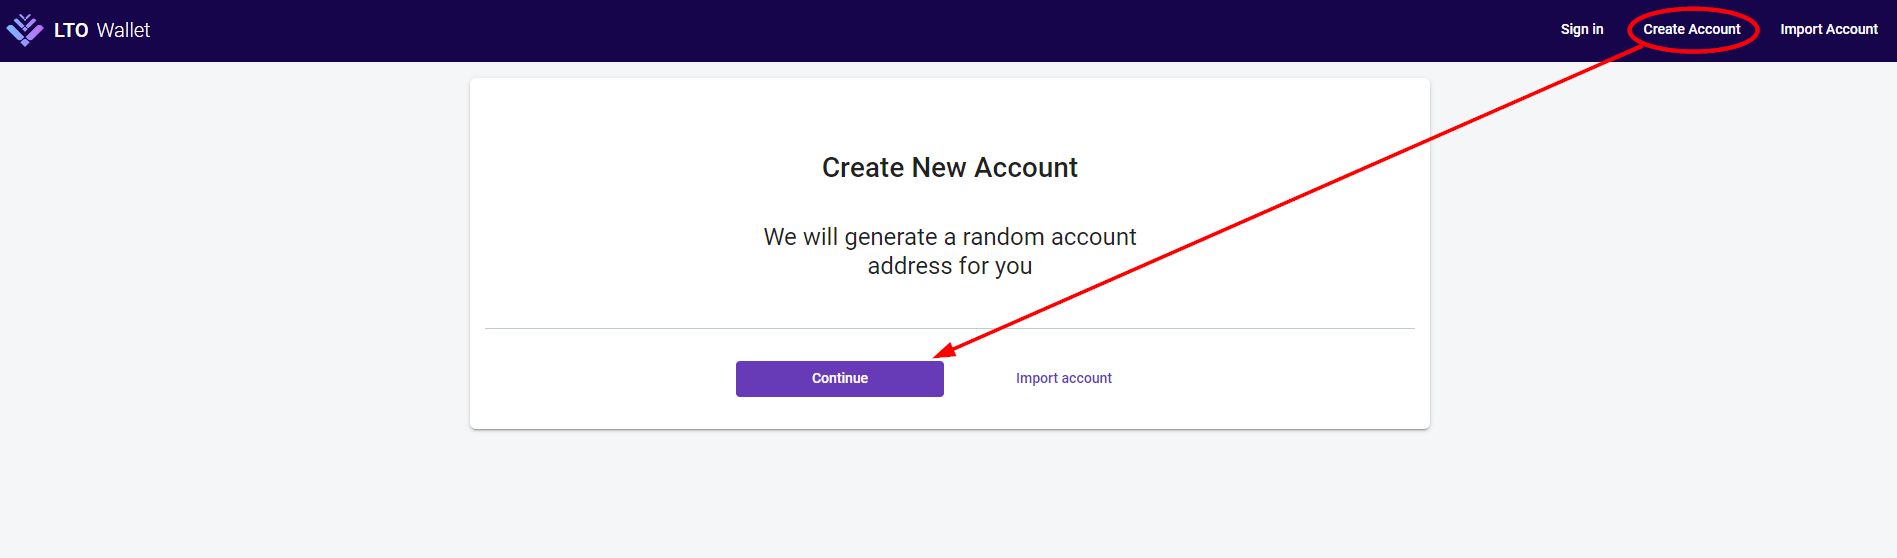 LTO Wallet
Sign in
Create Account
Import Account
Create New Account
We will generate a random account
address for you
Continue
Import account